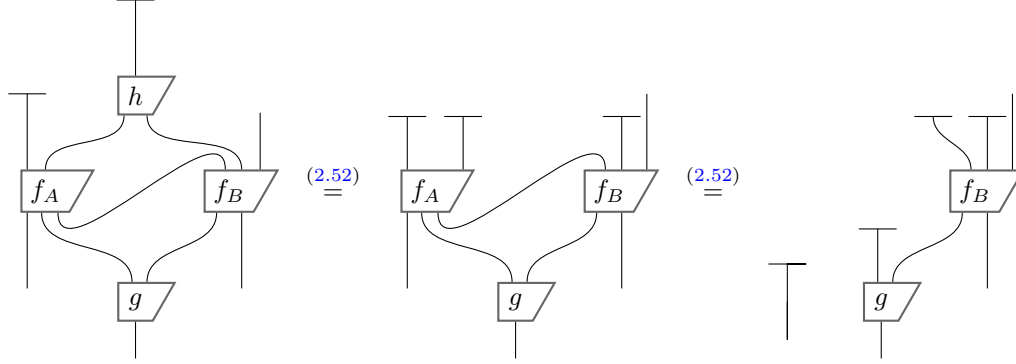 h
f_A
f_B
g
(2.52)
=
f_A
f_B
g
(2.52)
=
f_B
g